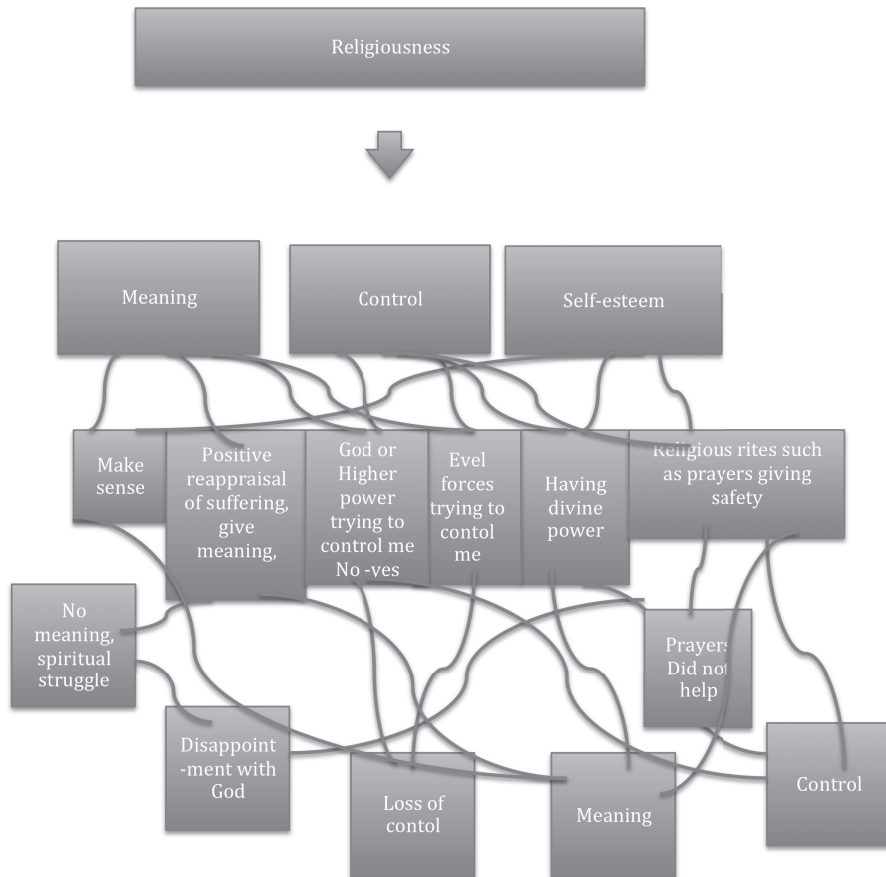 Religiousness
Meaning
Control
Self-esteem
Make
sense
Positive
reappraisal
of suffering,
give
meaning,
God or
Higher
power
trying to
control me
No -yes
Evel
forces
trying to
contol
me
Having
divine
power
Religious rites such
as prayers giving
safety
No
meaning,
spiritual
struggle
Prayers
Did not
help
Disappoint
-ment with
God
Loss of
contol
Meaning
Control